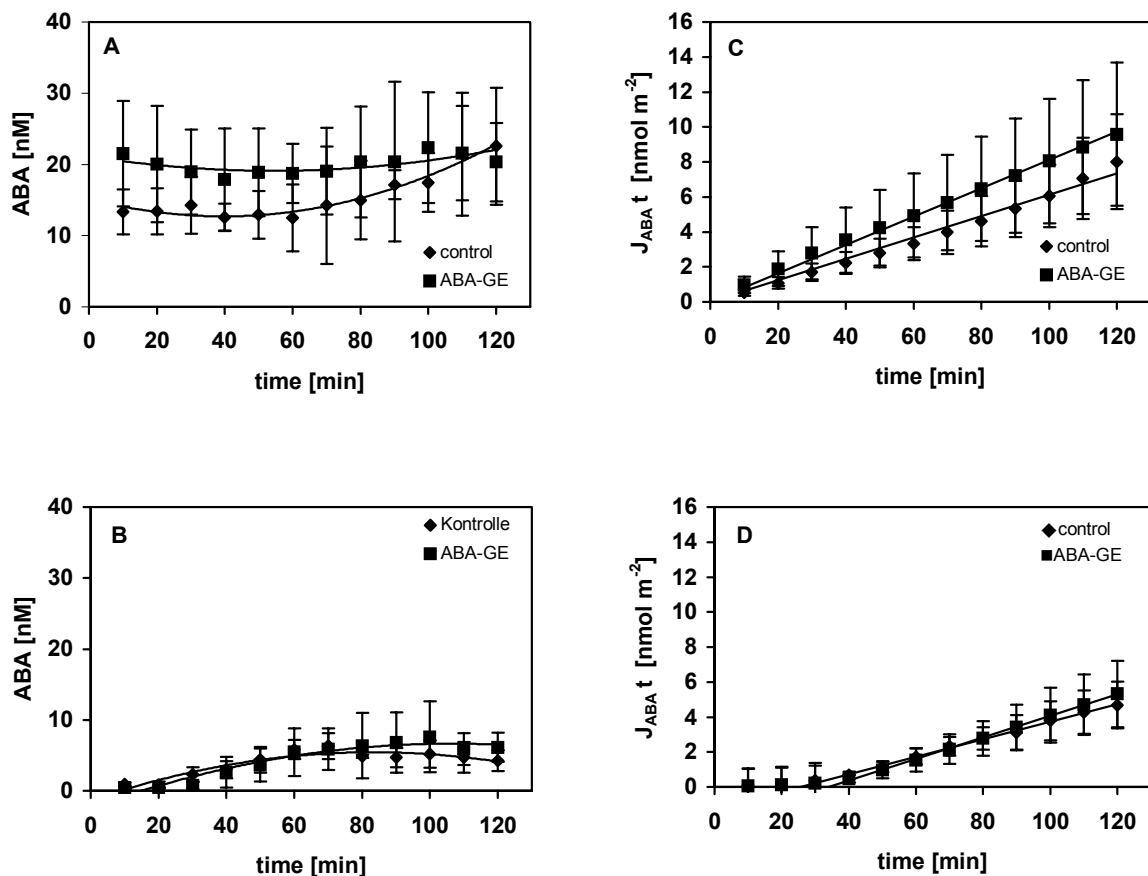 A
ABA [nM]
40
30
20
10
0
0 20 40 60 80 100 120
time [min]
control
ABA-GE
C
J_ABA t [nmol m⁻²]
16
14
12
10
8
6
4
2
0
0 20 40 60 80 100 120
time [min]
control
ABA-GE
B
ABA [nM]
40
30
20
10
0
0 20 40 60 80 100 120
time [min]
Kontrolle
ABA-GE
D
J_ABA t [nmol m⁻²]
16
14
12
10
8
6
4
2
0
0 20 40 60 80 100 120
time [min]
control
ABA-GE